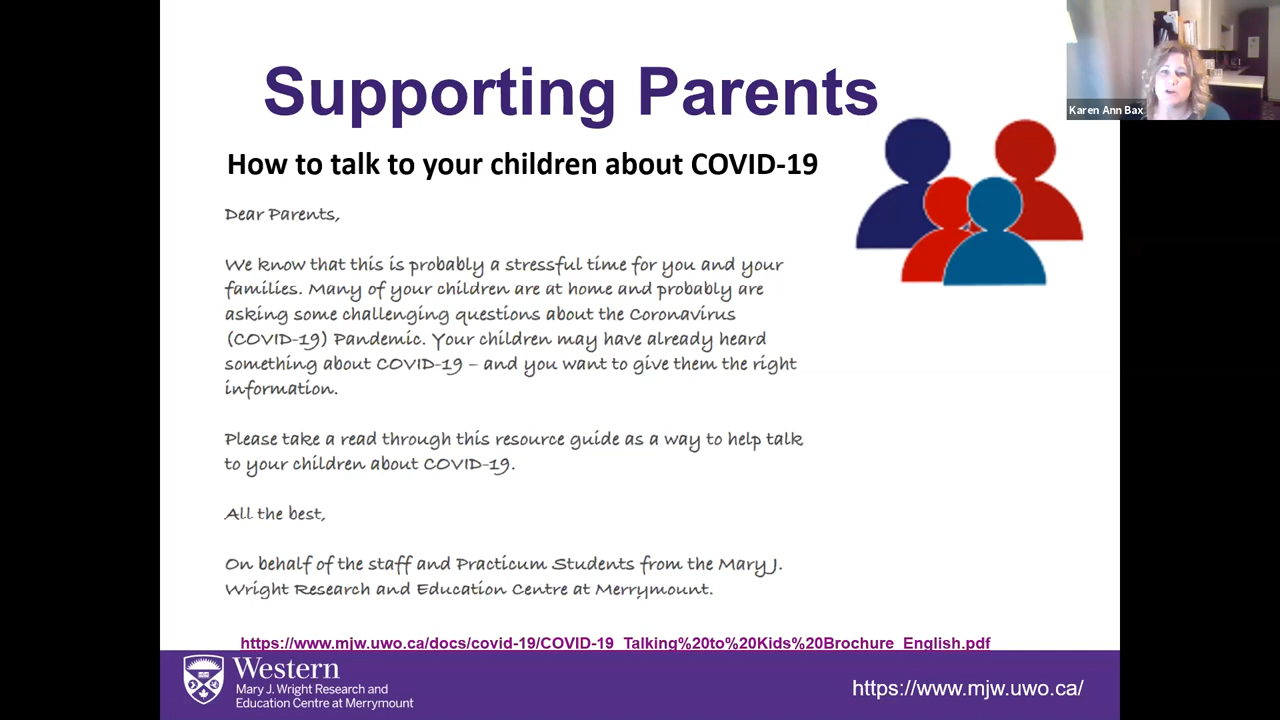 Supporting Parents
Karen Ann Bax
How to talk to your children about COVID-19
Dear Parents,
We know that this is probably a stressful time for you and your
families. Many of your children are at home and probably are
asking some challenging questions about the Coronavirus
(COVID-19) Pandemic. Your children may have already heard
something about COVID-19 – and you want to give them the right
information.
Please take a read through this resource guide as a way to help talk
to your children about COVID-19.
All the best,
On behalf of the staff and Practicum Students from the Mary J.
Wright Research and Education Centre at Merrymount.
https://www.mjw.uwo.ca/docs/covid-19/COVID-19_Talking%20to%20Kids%20Brochure_English.pdf
Western
Mary J. Wright Research and
Education Centre at Merrymount
https://www.mjw.uwo.ca/